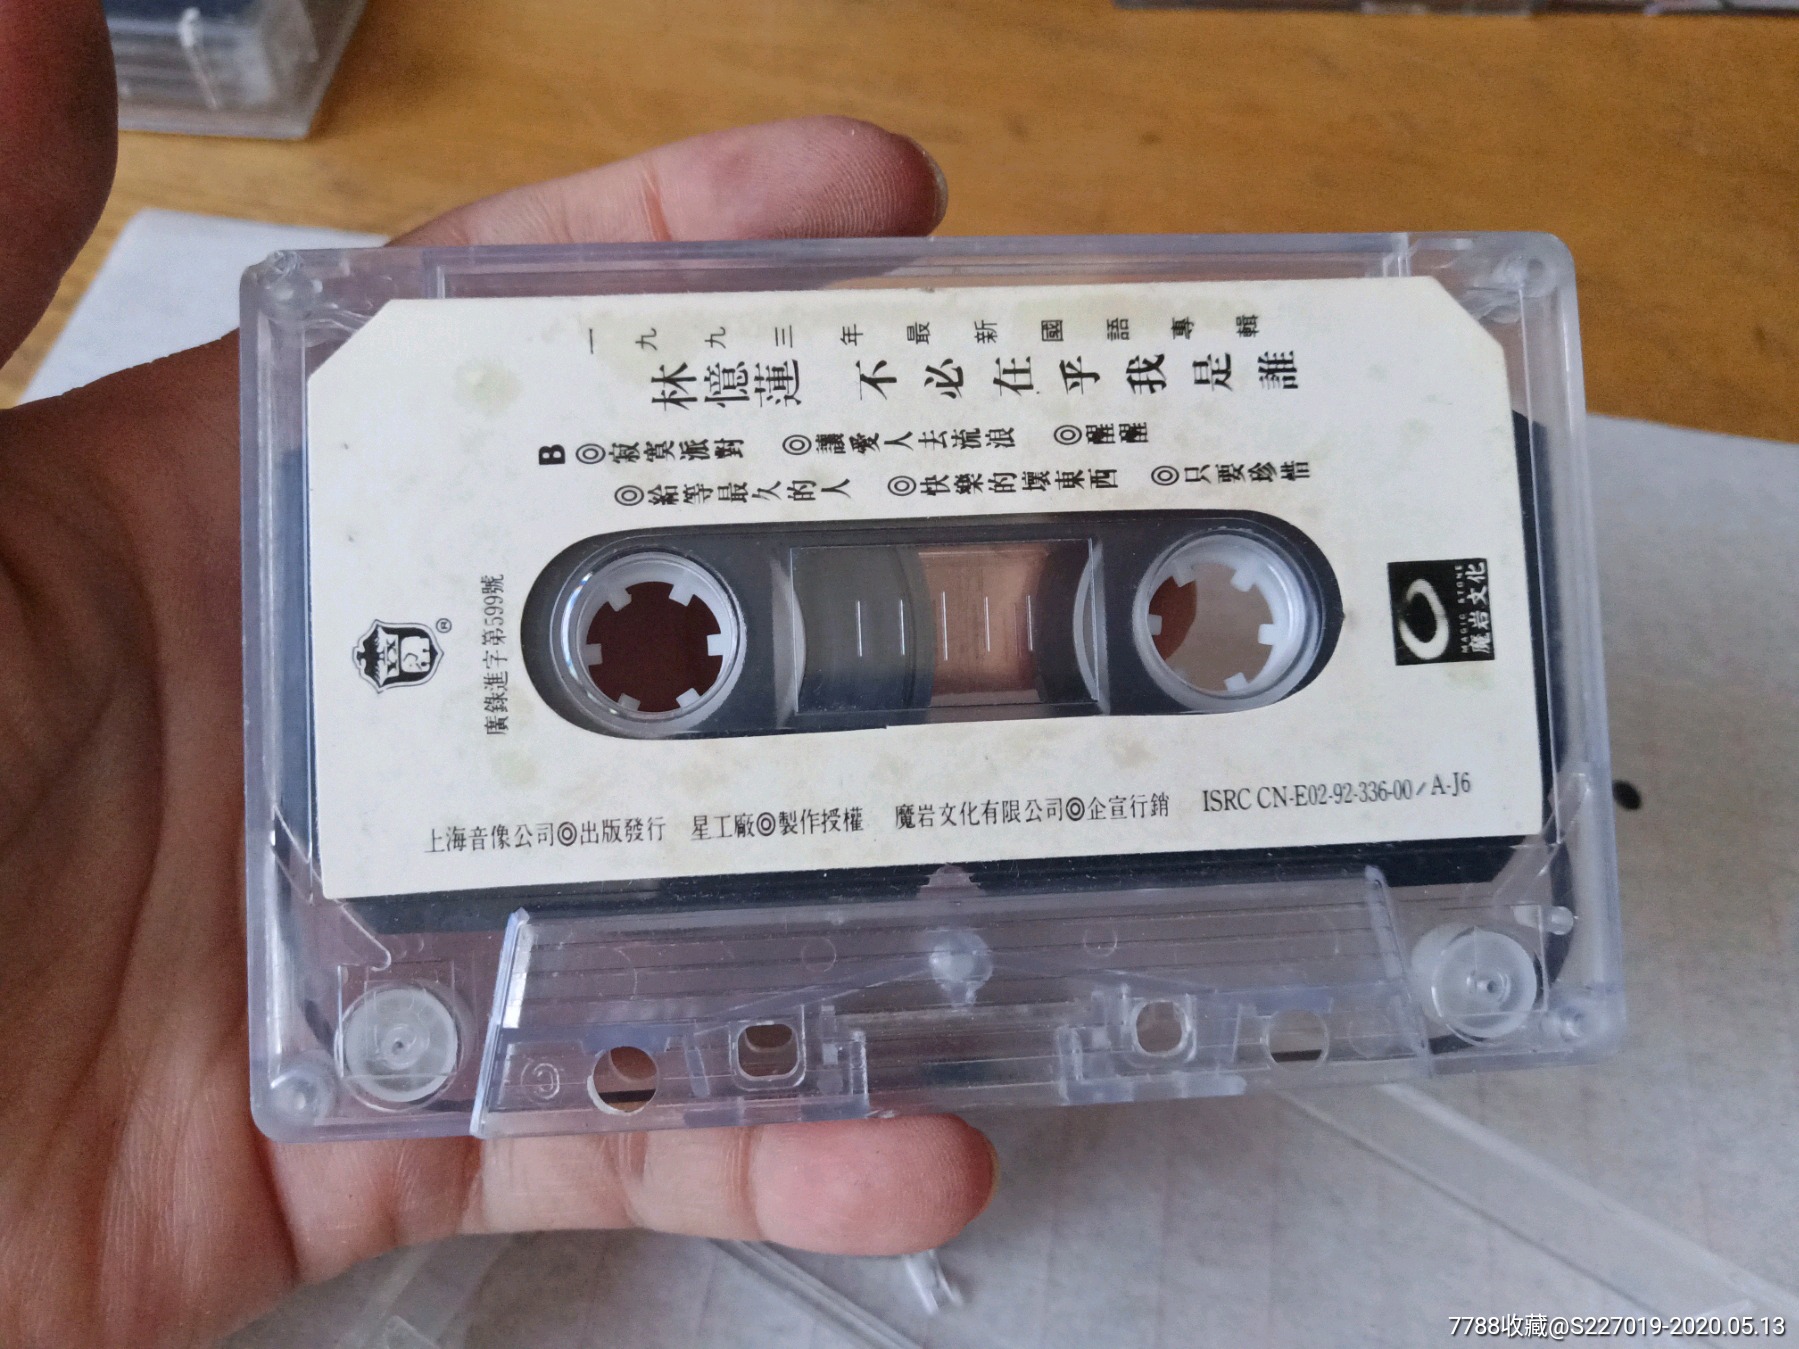 一九九三年最新國語專輯
林憶蓮 不必在乎我是誰
B ◎寂寞派對 ◎讓愛人去流浪 ◎醒醒
◎給等最久的人 ◎快樂的壞東西 ◎只要珍惜
®
廣錄進字第599號
MAGIC STONE
魔岩文化
上海音像公司◎出版發行 星工廠◎製作授權 魔岩文化有限公司◎企宣行銷 ISRC CN-E02-92-336-00/A·J6
7788收藏@S227019-2020.05.13